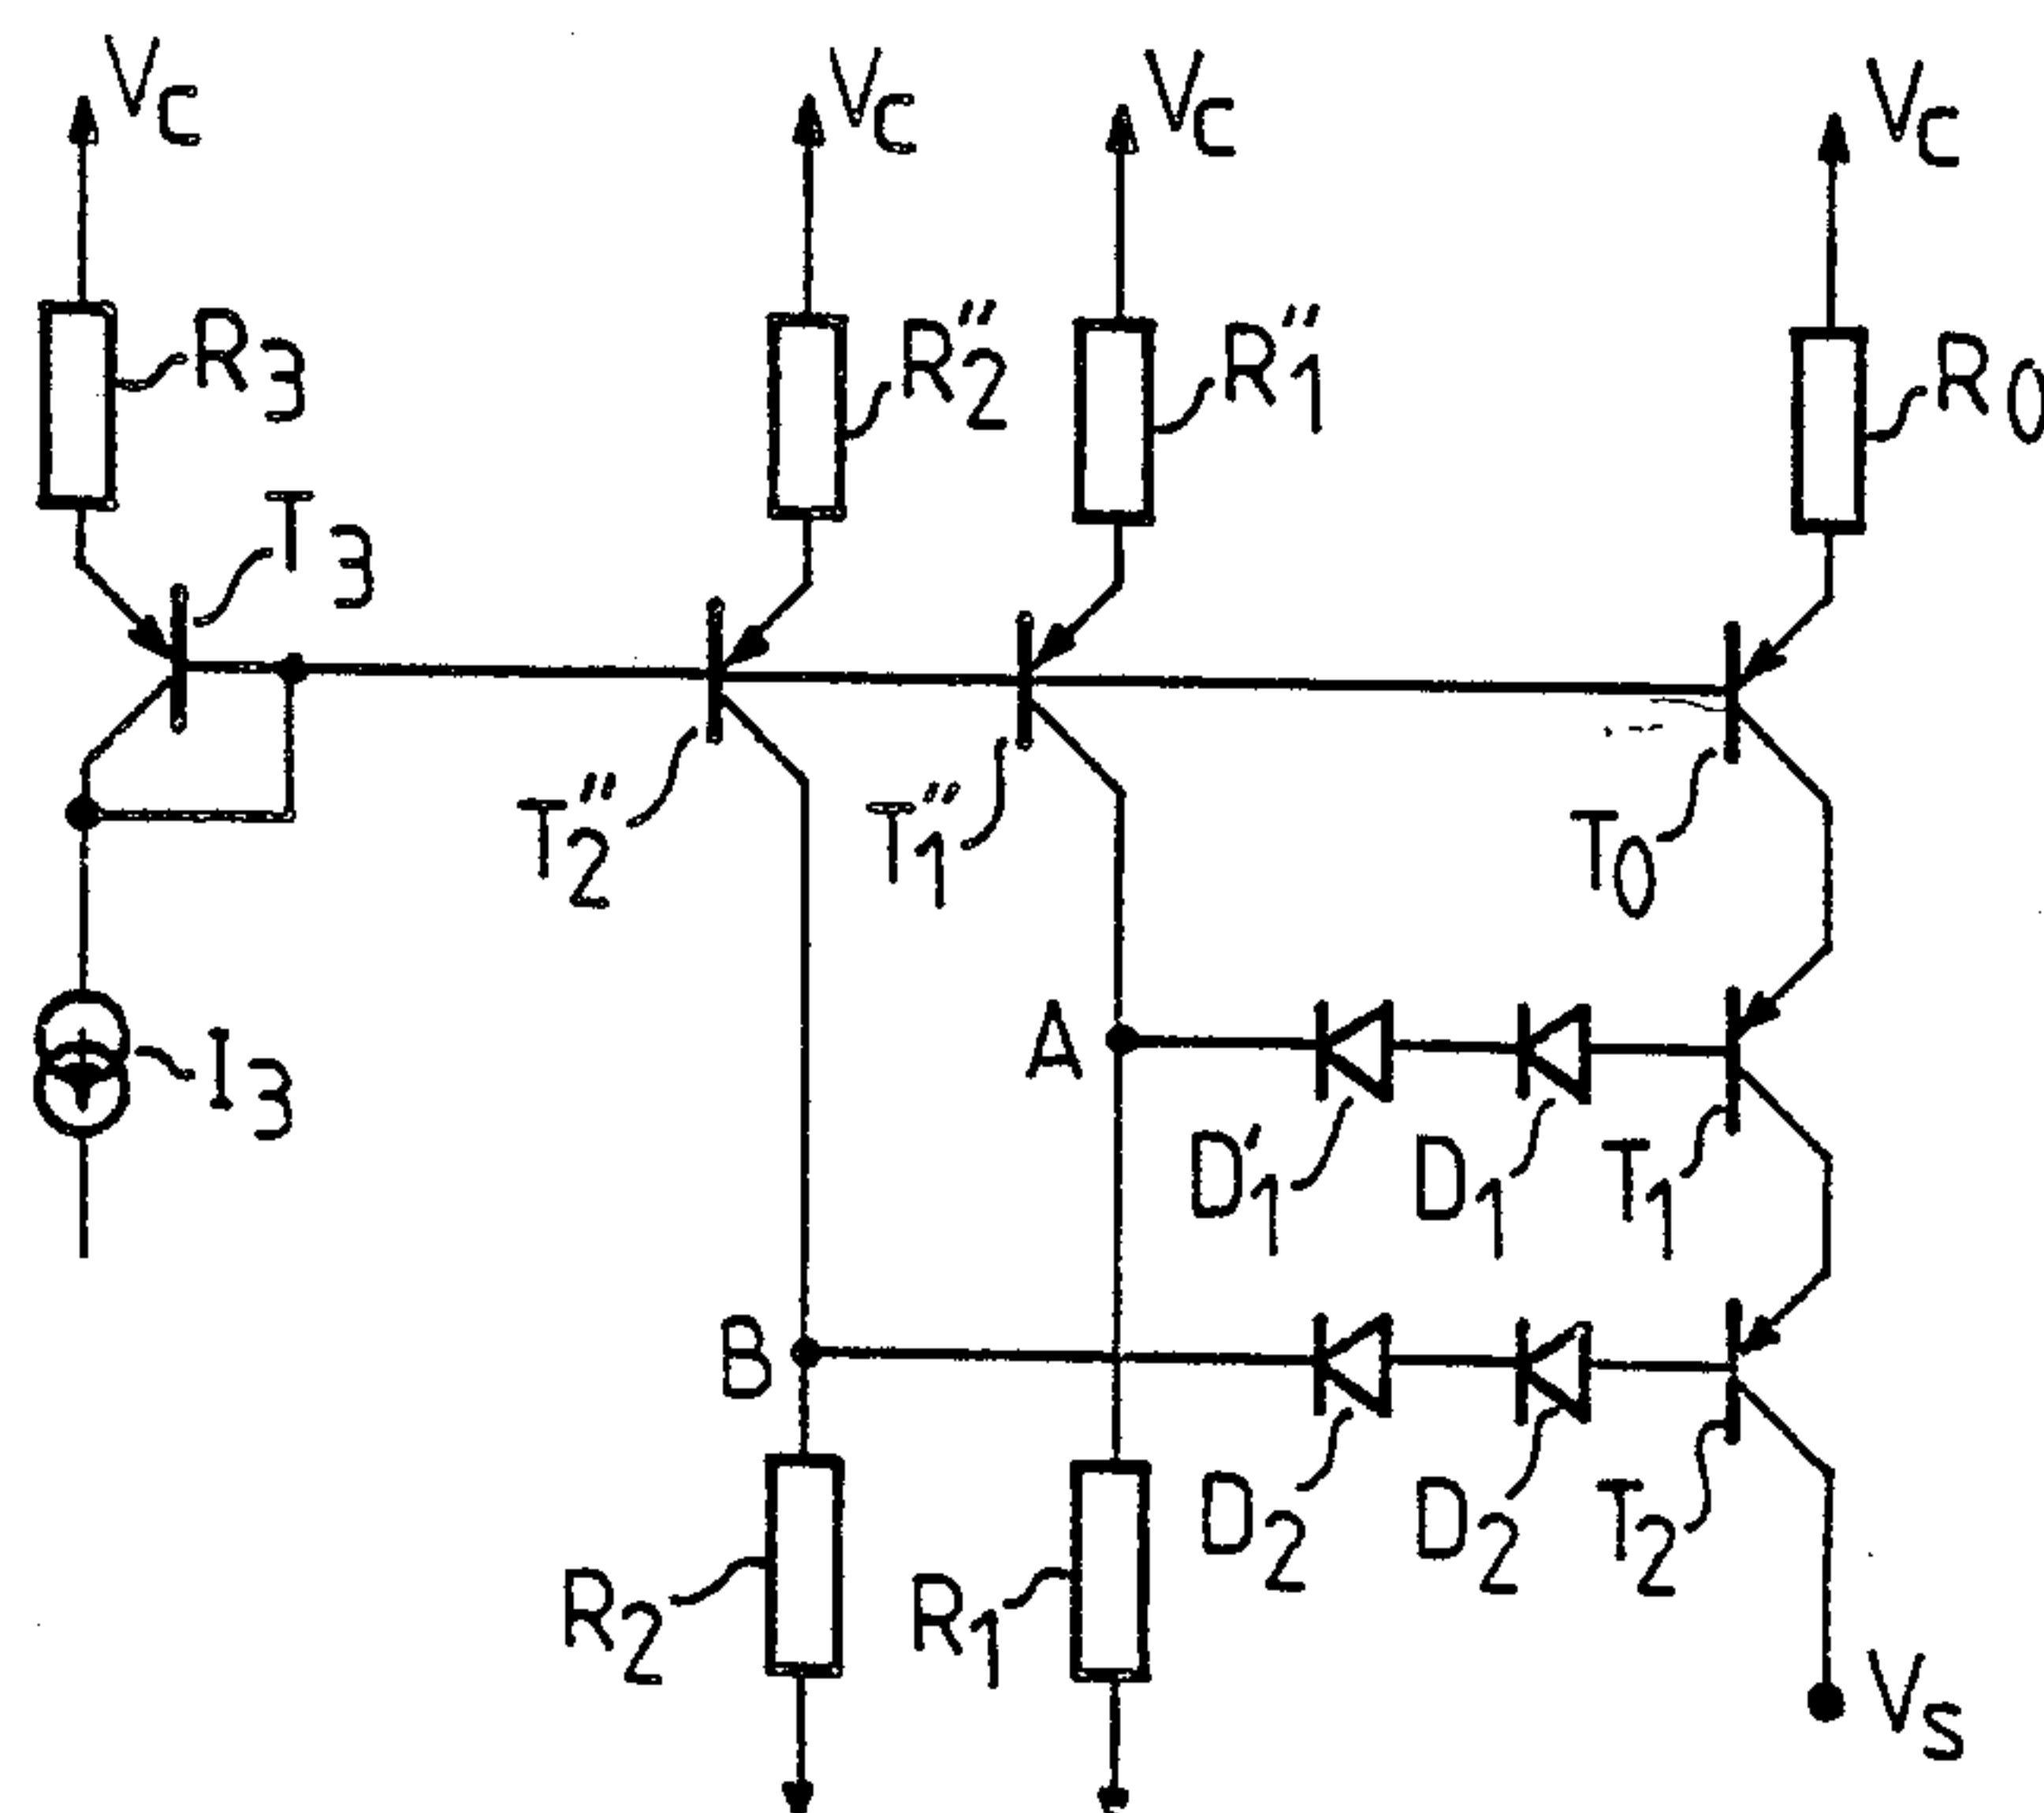 VC VC VC VC
R3 R"2 R"1 R0
T3
T"2 T"1 T0
I3 A
D'1 D1 T1
B
D2 D2 T2
R2 R1
VS